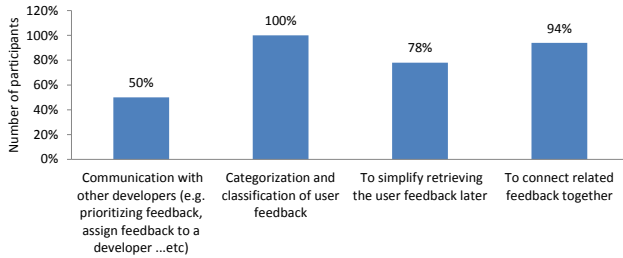 Number of participants
120%
100%
80%
60%
40%
20%
0%
50%
100%
78%
94%
Communication with
other developers (e.g.
prioritizing feedback,
assign feedback to a
developer ...etc)
Categorization and
classification of user
feedback
To simplify retrieving
the user feedback later
To connect related
feedback together